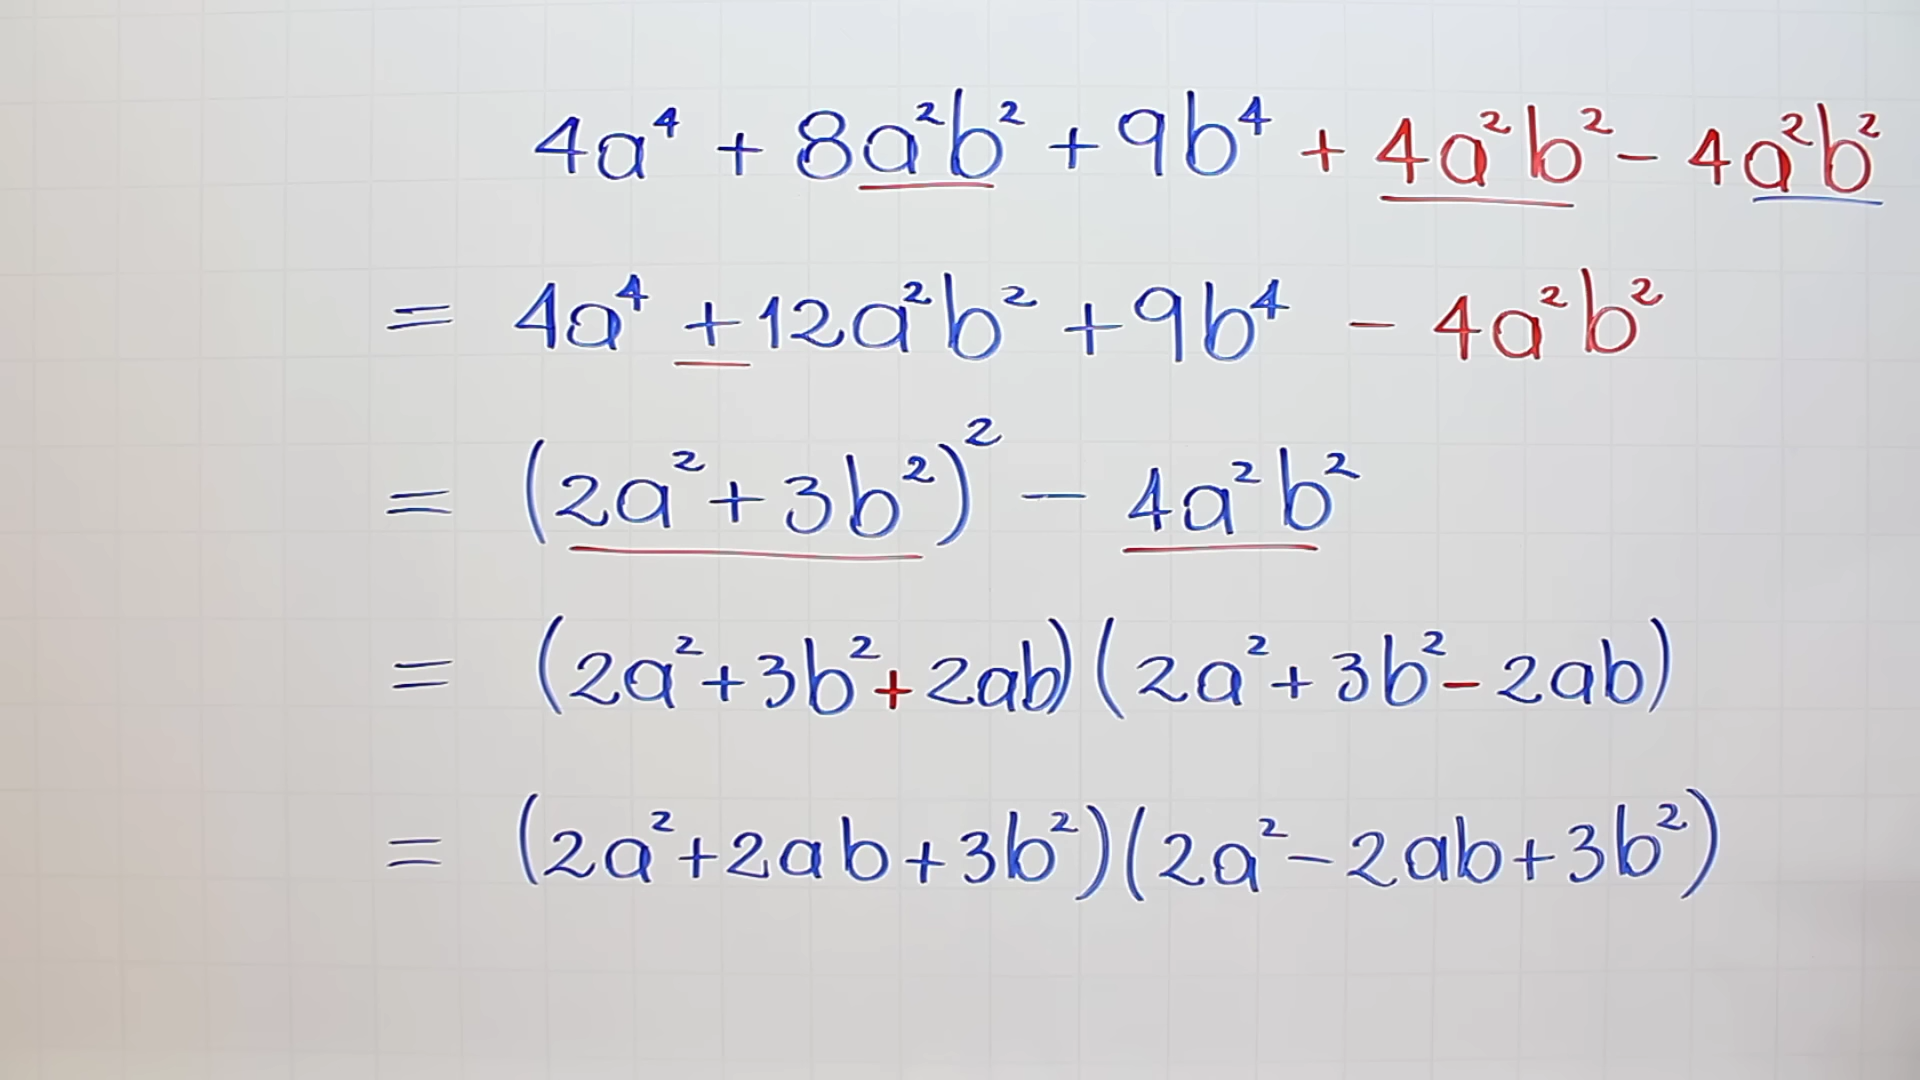 4a⁴ + 8a²b² + 9b⁴ + 4a²b² - 4a²b²
= 4a⁴ + 12a²b² + 9b⁴ - 4a²b²
= (2a² + 3b²)² - 4a²b²
= (2a² + 3b² + 2ab)(2a² + 3b² - 2ab)
= (2a² + 2ab + 3b²)(2a² - 2ab + 3b²)